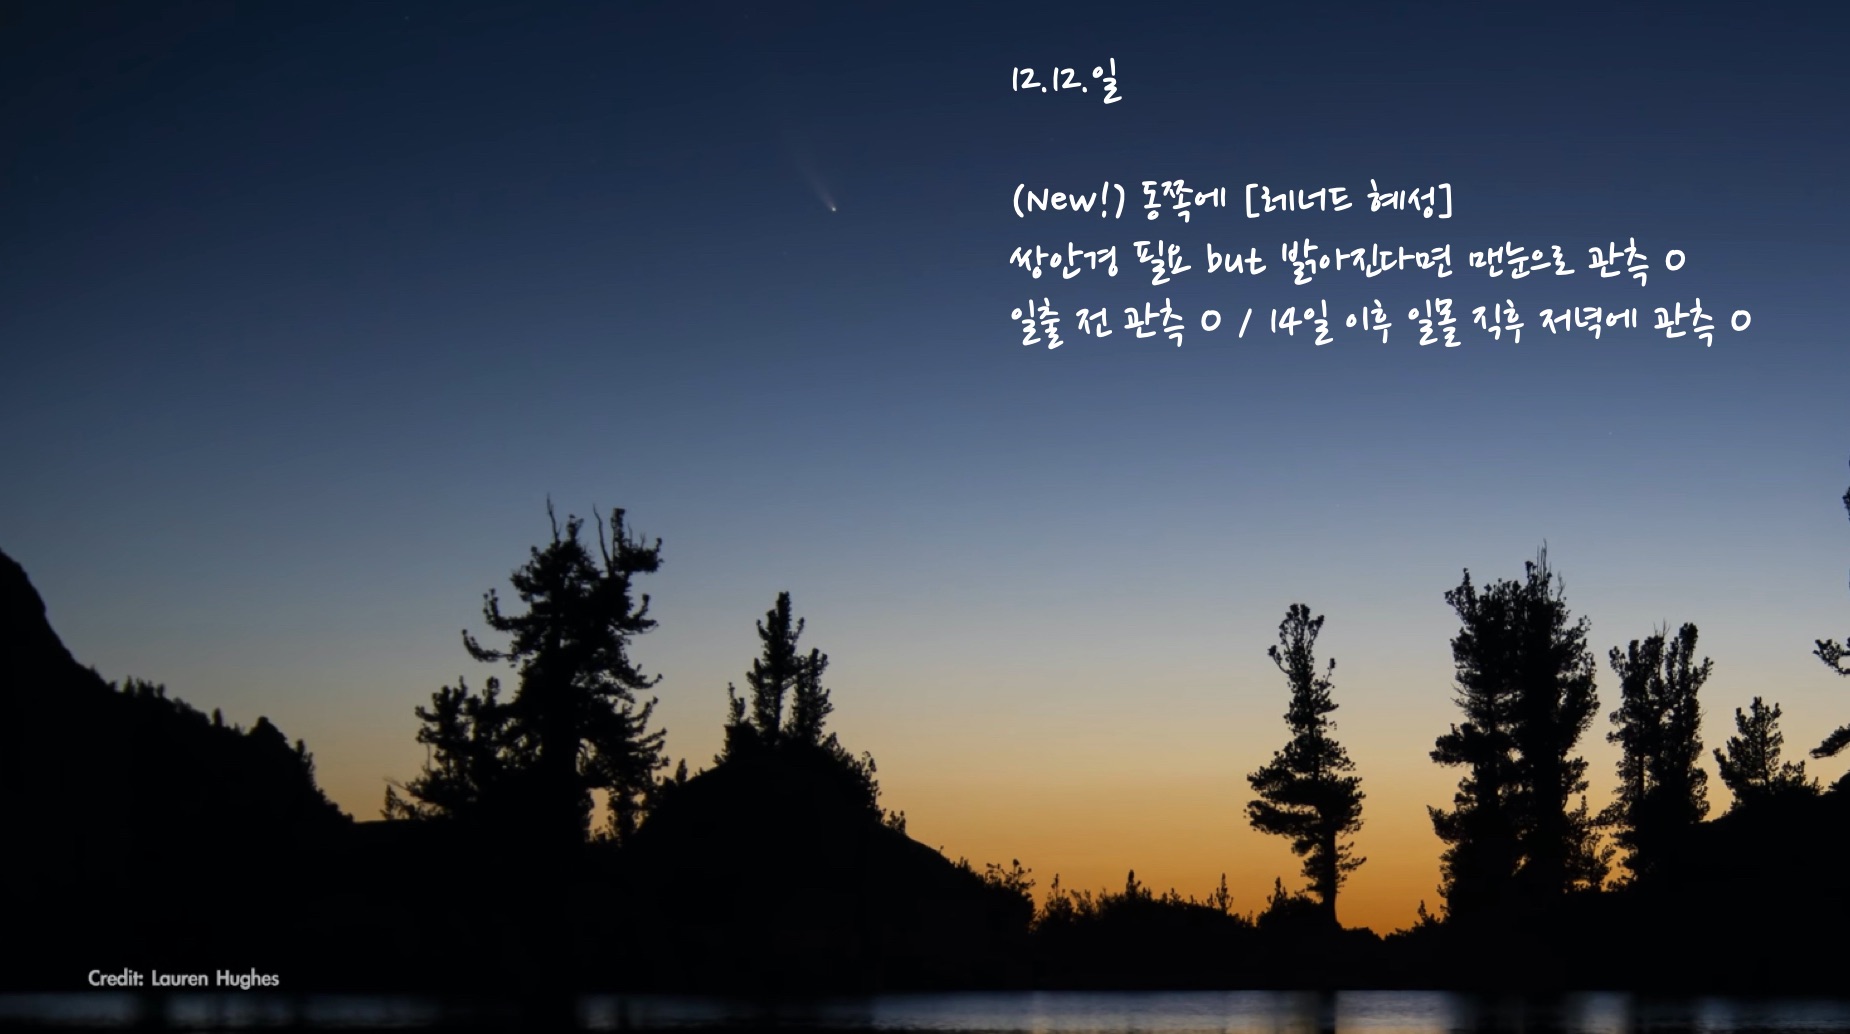 12.12.일
(New!) 동쪽에 [레너드 혜성]
쌍안경 필요 but 밝아진다면 맨눈으로 관측 O
일출 전 관측 O / 14일 이후 일몰 직후 저녁에 관측 O
Credit: Lauren Hughes